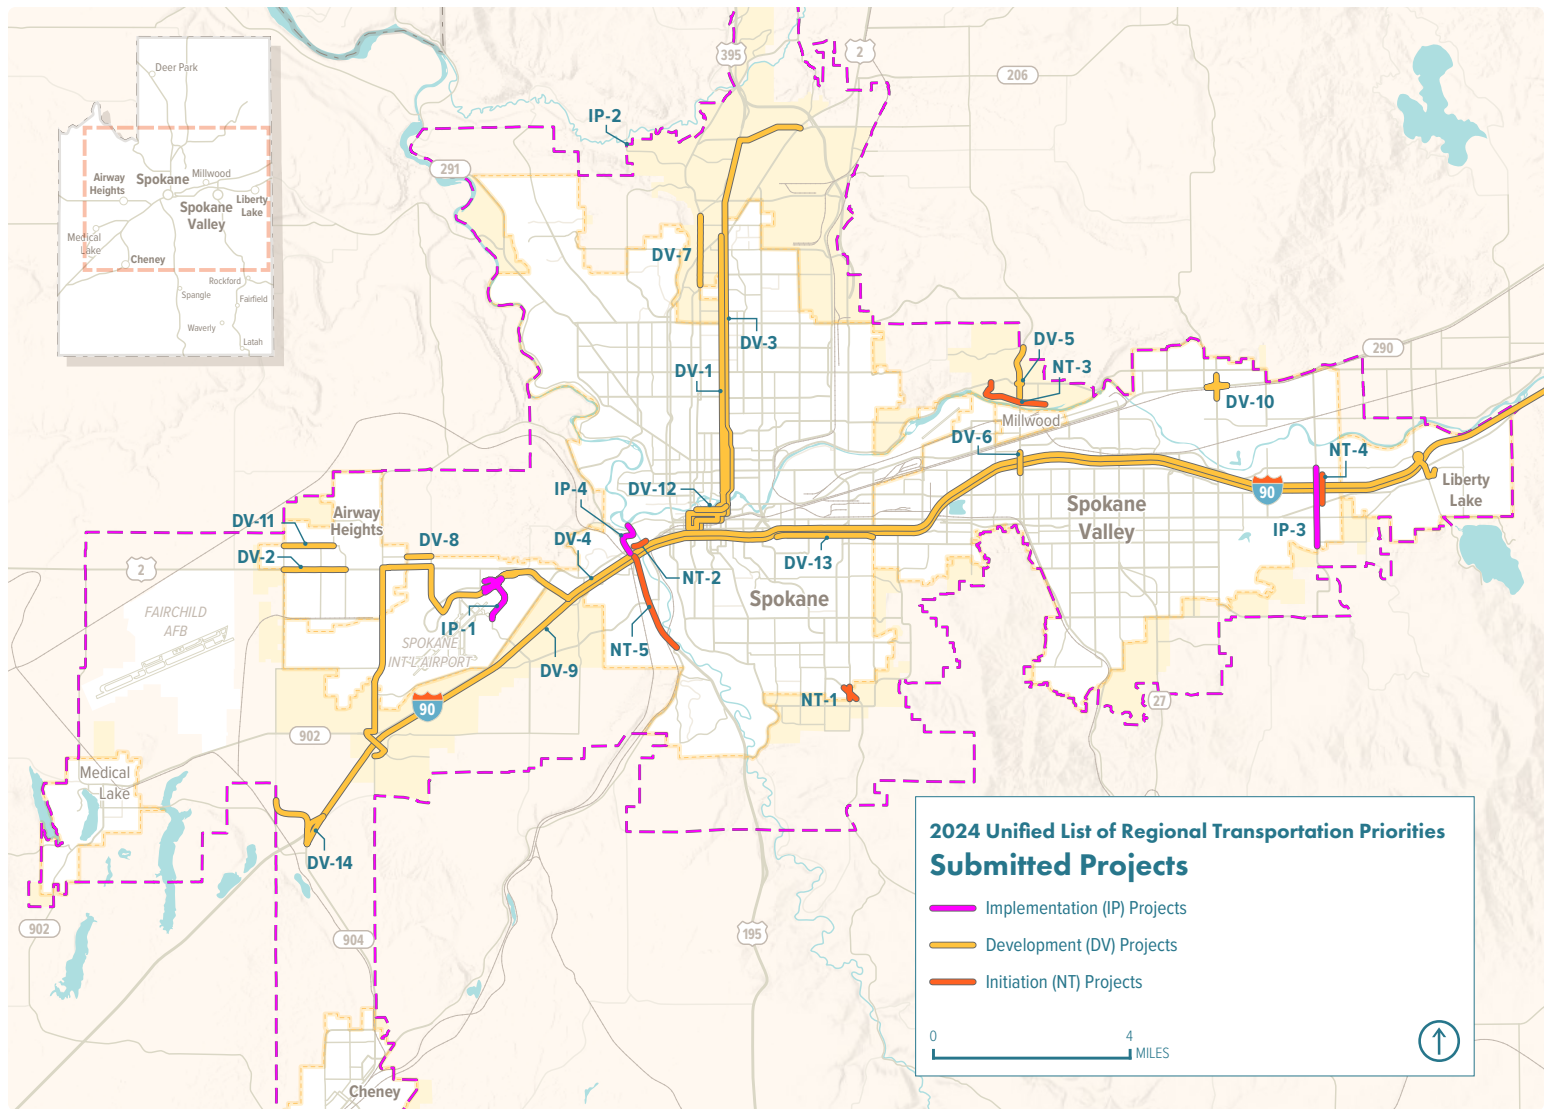 Deer Park
Airway
Heights
Spokane
Millwood
Spokane
Valley
Liberty
Lake
Medical
Lake
Cheney
Rockford
Spangle
Fairfield
Waverly
Latah
395
2
206
IP-2
291
DV-7
DV-3
DV-1
DV-5
NT-3
290
DV-10
Millwood
DV-6
NT-4
IP-4
DV-12
90
Liberty
Lake
Airway
Heights
DV-11
DV-2
DV-8
DV-4
Spokane
Valley
IP-3
DV-13
NT-2
2
FAIRCHILD
AFB
IP-1
SPOKANE
INT'L AIRPORT
Spokane
NT-5
DV-9
NT-1
90
27
902
Medical
Lake
DV-14
902
904
195
Cheney
2024 Unified List of Regional Transportation Priorities
Submitted Projects
Implementation (IP) Projects
Development (DV) Projects
Initiation (NT) Projects
0 4
MILES